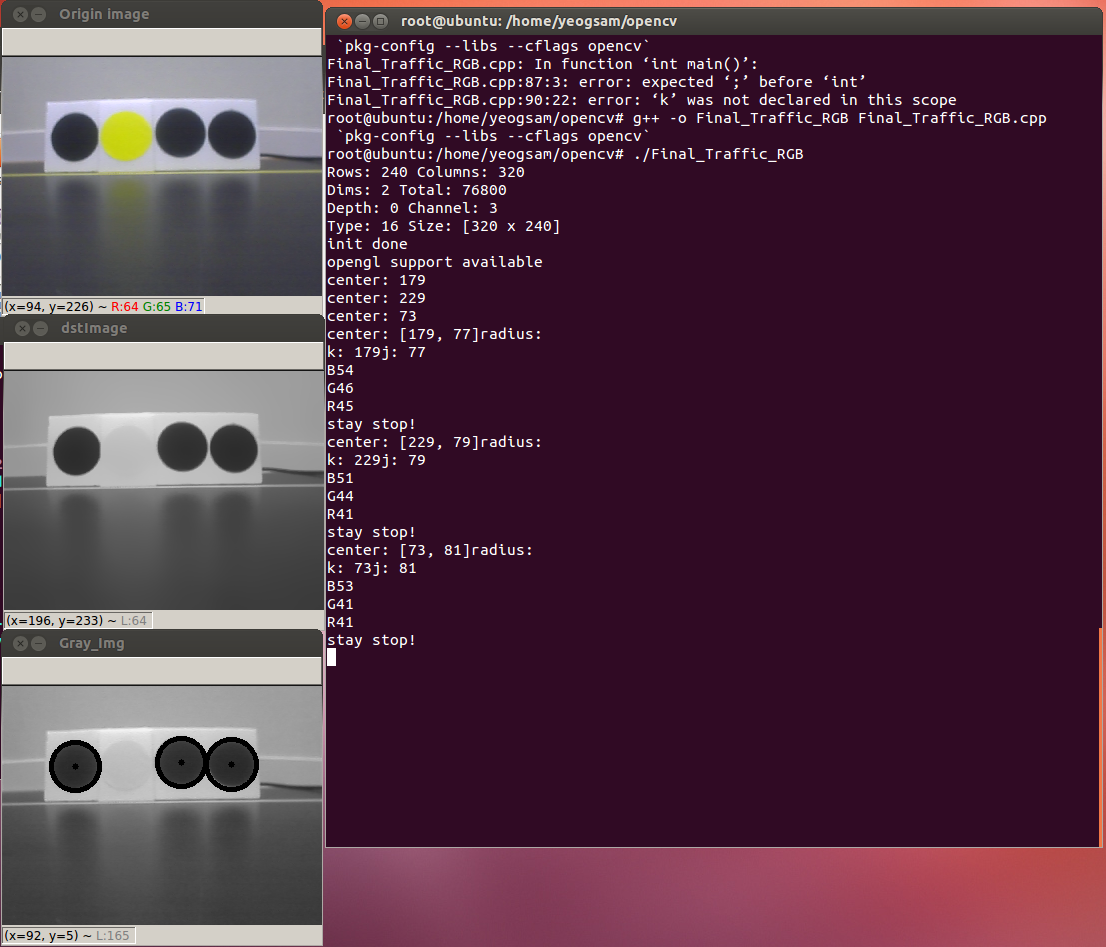 Origin image
(x=94, y=226) ~ R:64 G:65 B:71
dstImage
(x=196, y=233) ~ L:64
Gray_Img
(x=92, y=5) ~ L:165
root@ubuntu: /home/yeogsam/opencv
`pkg-config --libs --cflags opencv`
Final_Traffic_RGB.cpp: In function ‘int main()’:
Final_Traffic_RGB.cpp:87:3: error: expected ‘;’ before ‘int’
Final_Traffic_RGB.cpp:90:22: error: ‘k’ was not declared in this scope
root@ubuntu:/home/yeogsam/opencv# g++ -o Final_Traffic_RGB Final_Traffic_RGB.cpp
`pkg-config --libs --cflags opencv`
root@ubuntu:/home/yeogsam/opencv# ./Final_Traffic_RGB
Rows: 240 Columns: 320
Dims: 2 Total: 76800
Depth: 0 Channel: 3
Type: 16 Size: [320 x 240]
init done
opengl support available
center: 179
center: 229
center: 73
center: [179, 77]radius:
k: 179j: 77
B54
G46
R45
stay stop!
center: [229, 79]radius:
k: 229j: 79
B51
G44
R41
stay stop!
center: [73, 81]radius:
k: 73j: 81
B53
G41
R41
stay stop!